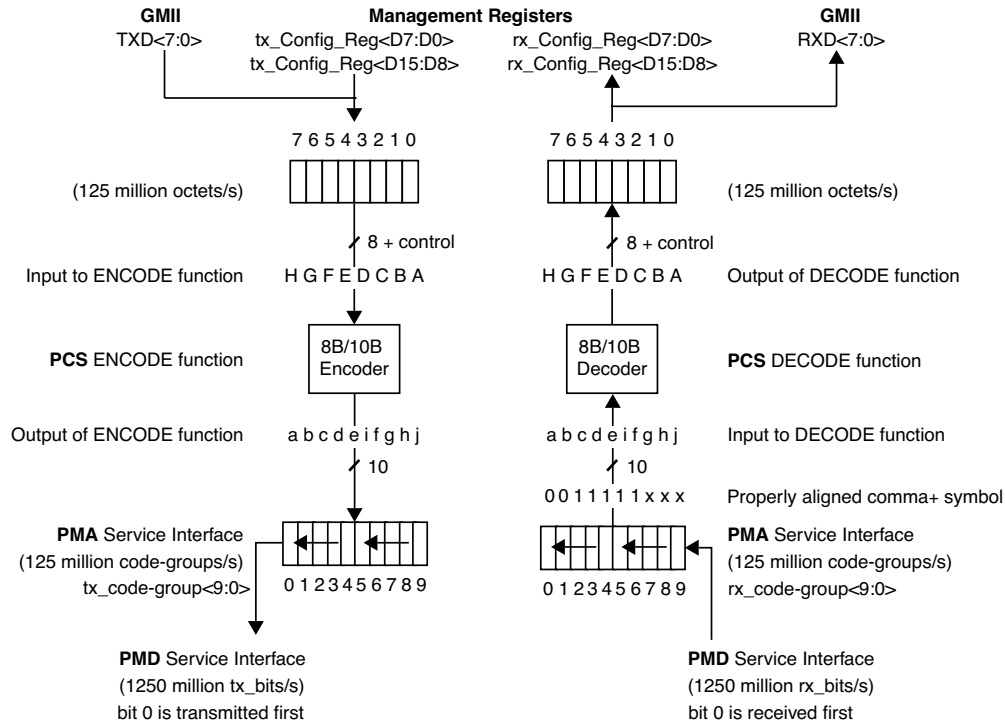 GMII Management Registers GMII
TXD<7:0> tx_Config_Reg<D7:D0> rx_Config_Reg<D7:D0> RXD<7:0>
tx_Config_Reg<D15:D8> rx_Config_Reg<D15:D8>
7 6 5 4 3 2 1 0 7 6 5 4 3 2 1 0
(125 million octets/s) (125 million octets/s)
8 + control 8 + control
Input to ENCODE function H G F E D C B A H G F E D C B A Output of DECODE function
8B/10B 8B/10B
PCS ENCODE function Encoder Decoder PCS DECODE function
Output of ENCODE function a b c d e i f g h j a b c d e i f g h j Input to DECODE function
10 10
0 0 1 1 1 1 1 x x x Properly aligned comma+ symbol
PMA Service Interface PMA Service Interface
(125 million code-groups/s) (125 million code-groups/s)
tx_code-group<9:0> 0 1 2 3 4 5 6 7 8 9 0 1 2 3 4 5 6 7 8 9 rx_code-group<9:0>
PMD Service Interface PMD Service Interface
(1250 million tx_bits/s) (1250 million rx_bits/s)
bit 0 is transmitted first bit 0 is received first